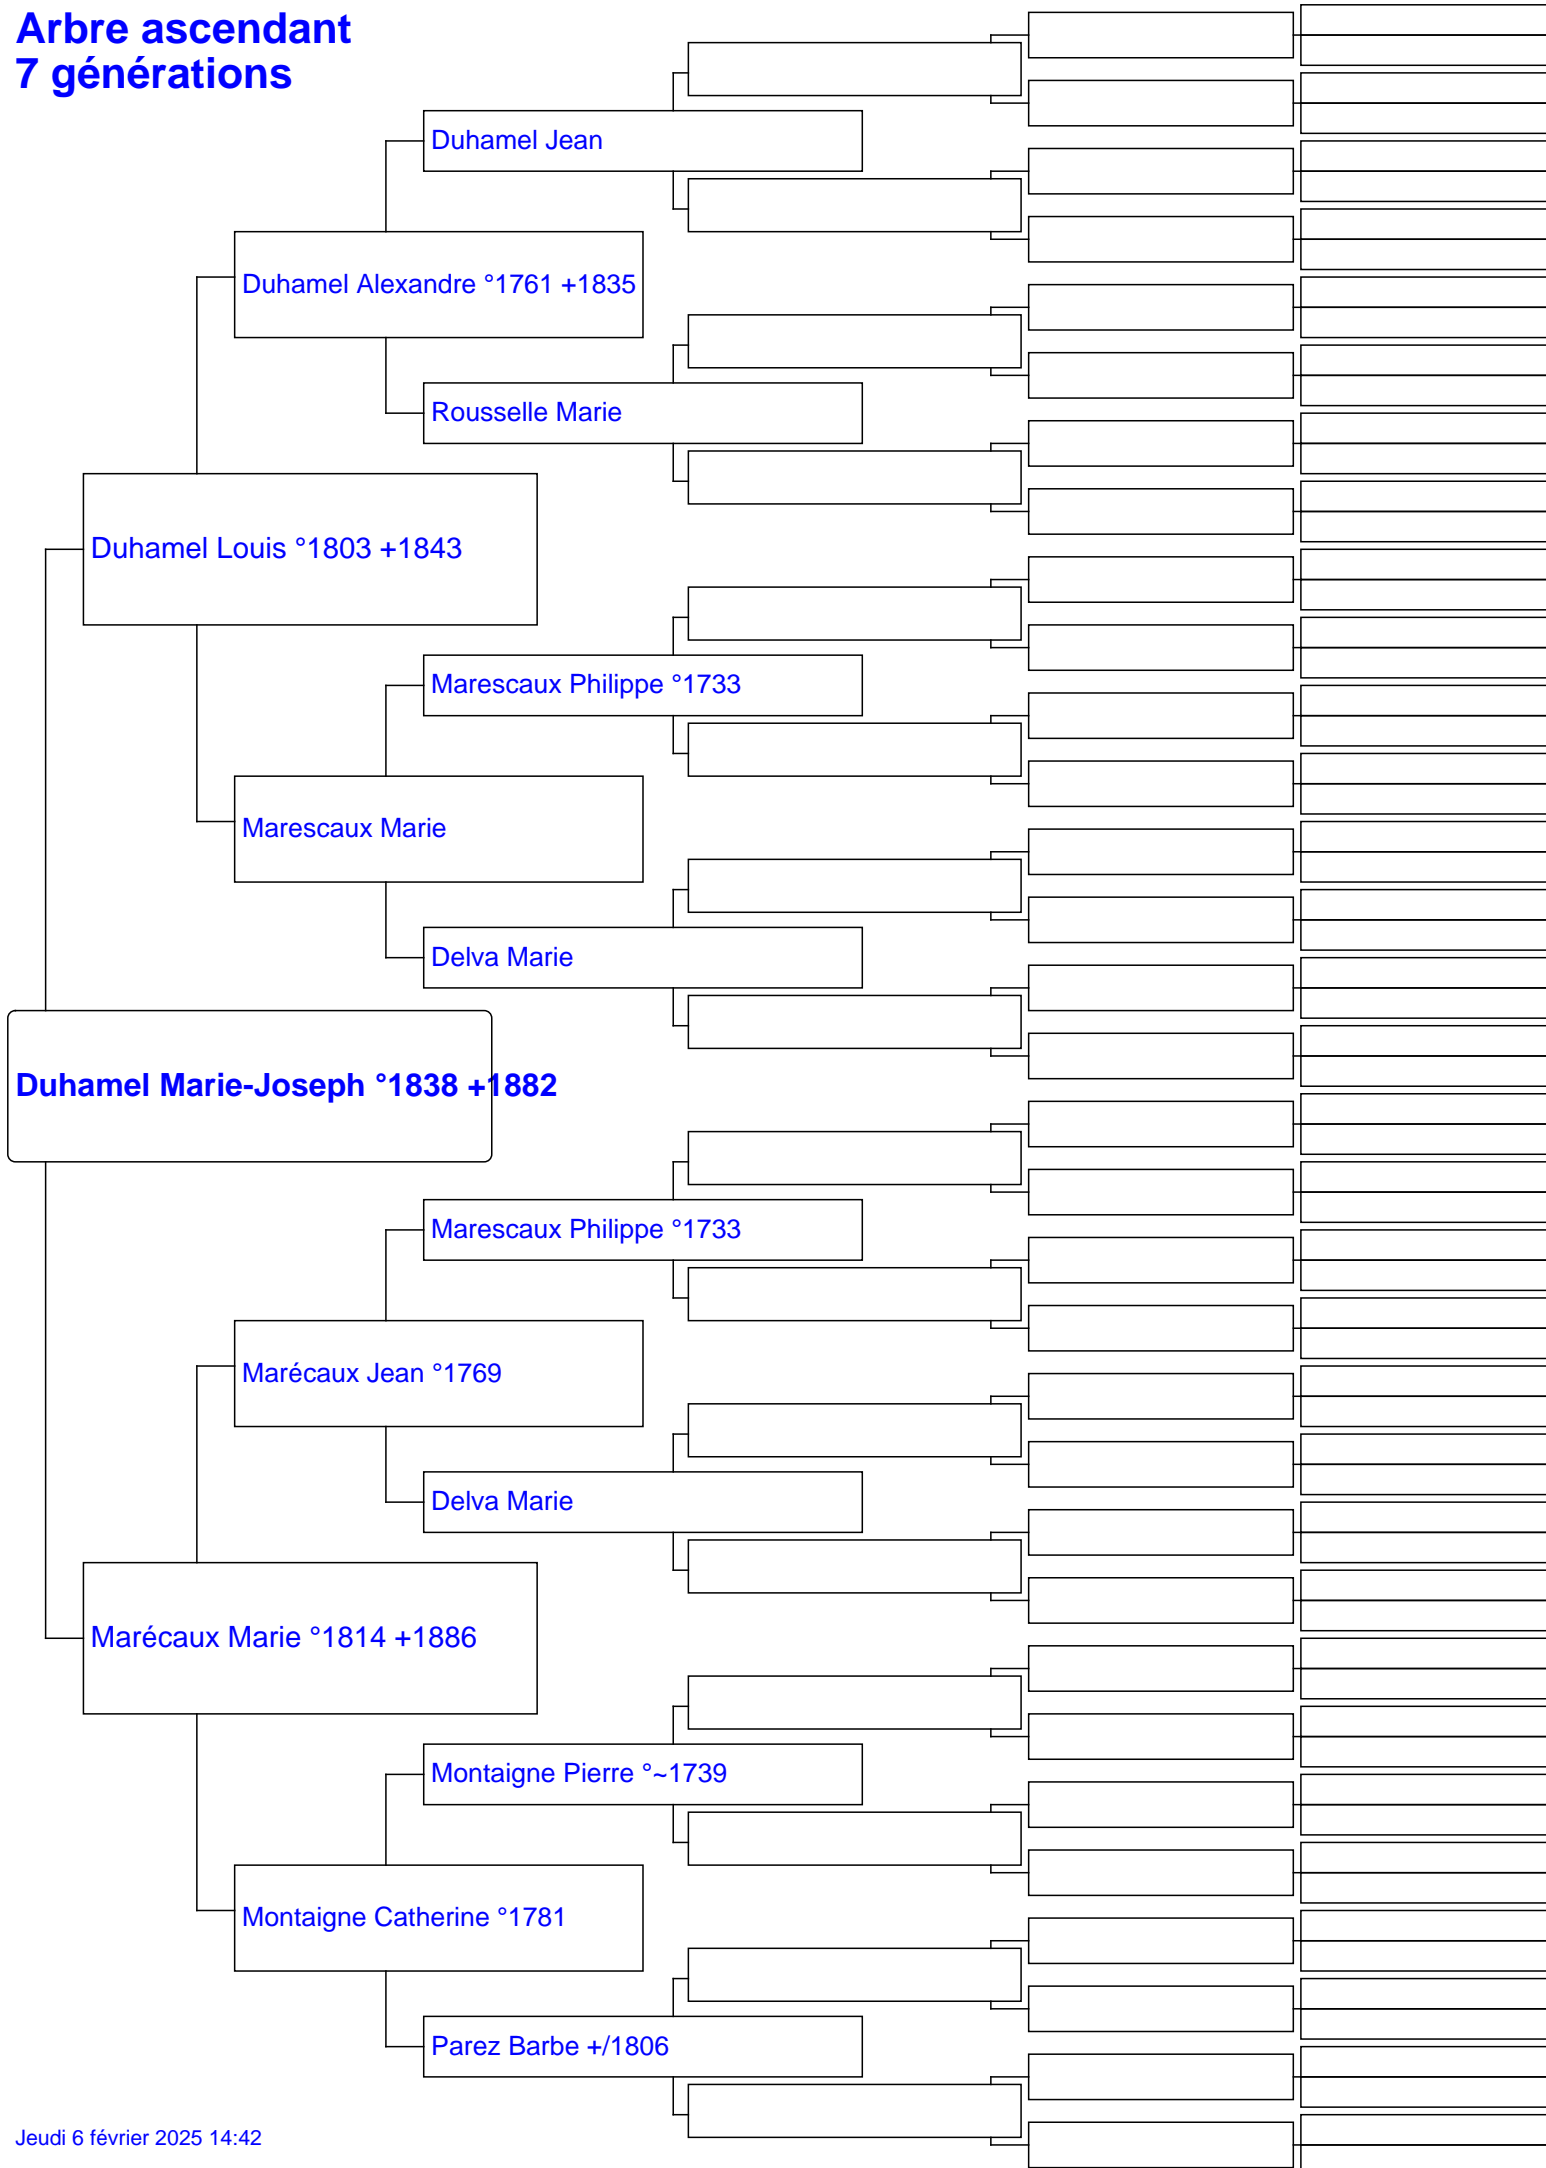 Arbre ascendant
7 générations
Duhamel Jean
Duhamel Alexandre °1761 +1835
Rousselle Marie
Duhamel Louis °1803 +1843
Marescaux Philippe °1733
Marescaux Marie
Delva Marie
Duhamel Marie-Joseph °1838 +1882
Marescaux Philippe °1733
Marécaux Jean °1769
Delva Marie
Marécaux Marie °1814 +1886
Montaigne Pierre °~1739
Montaigne Catherine °1781
Parez Barbe +/1806
Jeudi 6 février 2025 14:42